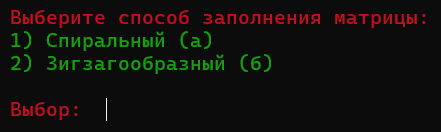 Выберите способ заполнения матрицы:
1) Спиральный (а)
2) Зигзагообразный (б)
Выбор: